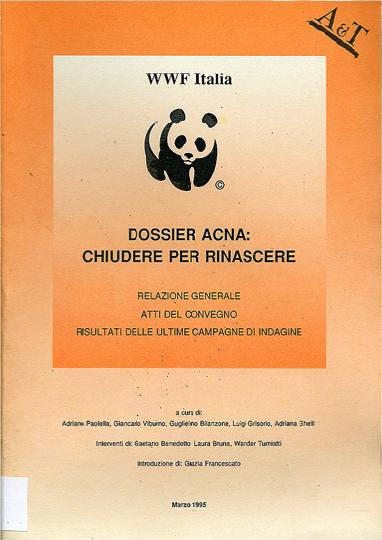 A&T
WWF Italia
©
DOSSIER ACNA:
CHIUDERE PER RINASCERE
RELAZIONE GENERALE
ATTI DEL CONVEGNO
RISULTATI DELLE ULTIME CAMPAGNE DI INDAGINE
a cura di:
Adriano Paolella, Giancarlo Viburno, Guglielmo Bilanzone, Luigi Grisorio, Adriana Ghelli
Interventi di: Gaetano Benedetto Laura Bruna, Wander Tumiatti
Introduzione di: Grazia Francescato
Marzo 1995